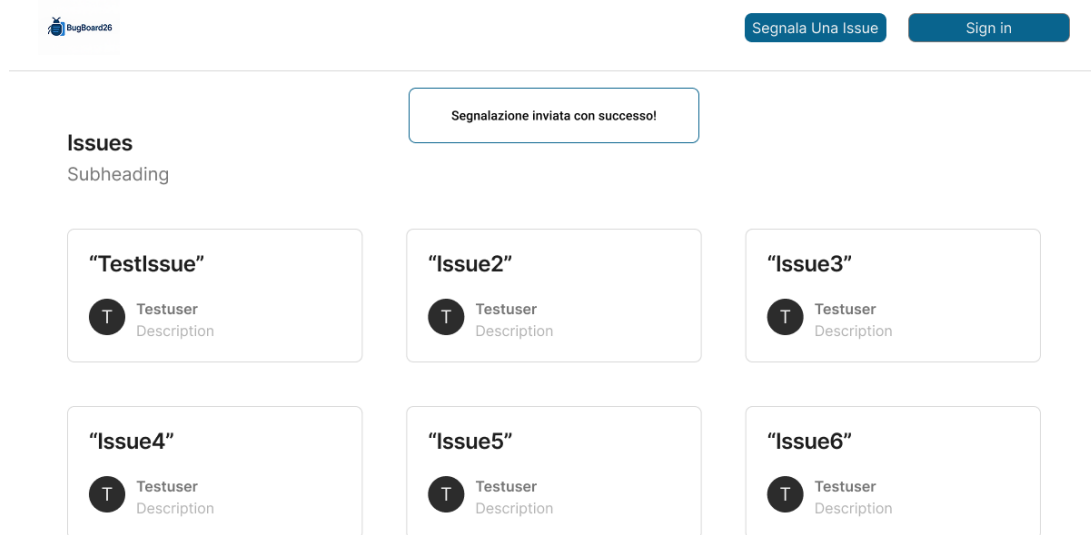 BugBoard26
Segnala Una Issue
Sign in
Segnalazione inviata con successo!
Issues
Subheading
“TestIssue”
T
Testuser
Description
“Issue2”
T
Testuser
Description
“Issue3”
T
Testuser
Description
“Issue4”
T
Testuser
Description
“Issue5”
T
Testuser
Description
“Issue6”
T
Testuser
Description